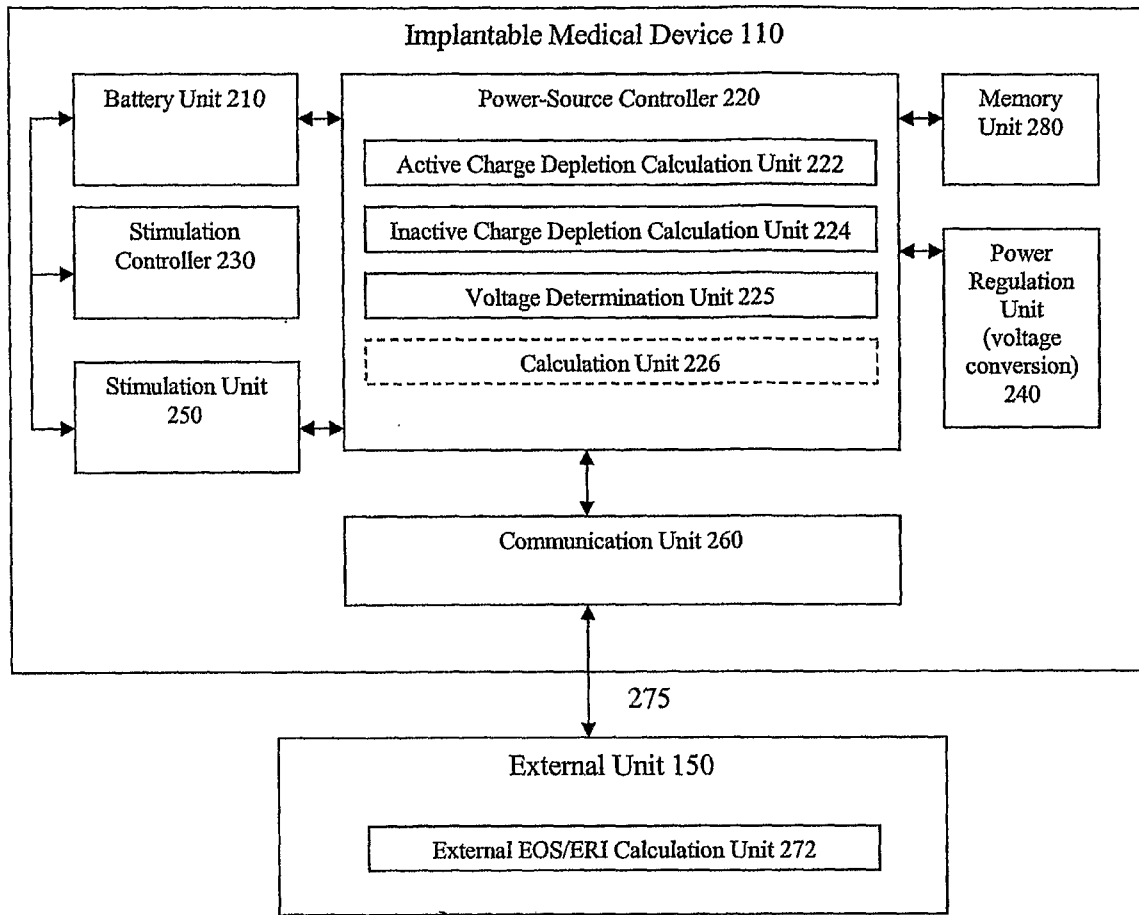 Implantable Medical Device 110
Battery Unit 210
Power-Source Controller 220
Memory
Unit 280
Active Charge Depletion Calculation Unit 222
Inactive Charge Depletion Calculation Unit 224
Voltage Determination Unit 225
Calculation Unit 226
Stimulation
Controller 230
Power
Regulation
Unit
(voltage
conversion)
240
Stimulation Unit
250
Communication Unit 260
275
External Unit 150
External EOS/ERI Calculation Unit 272